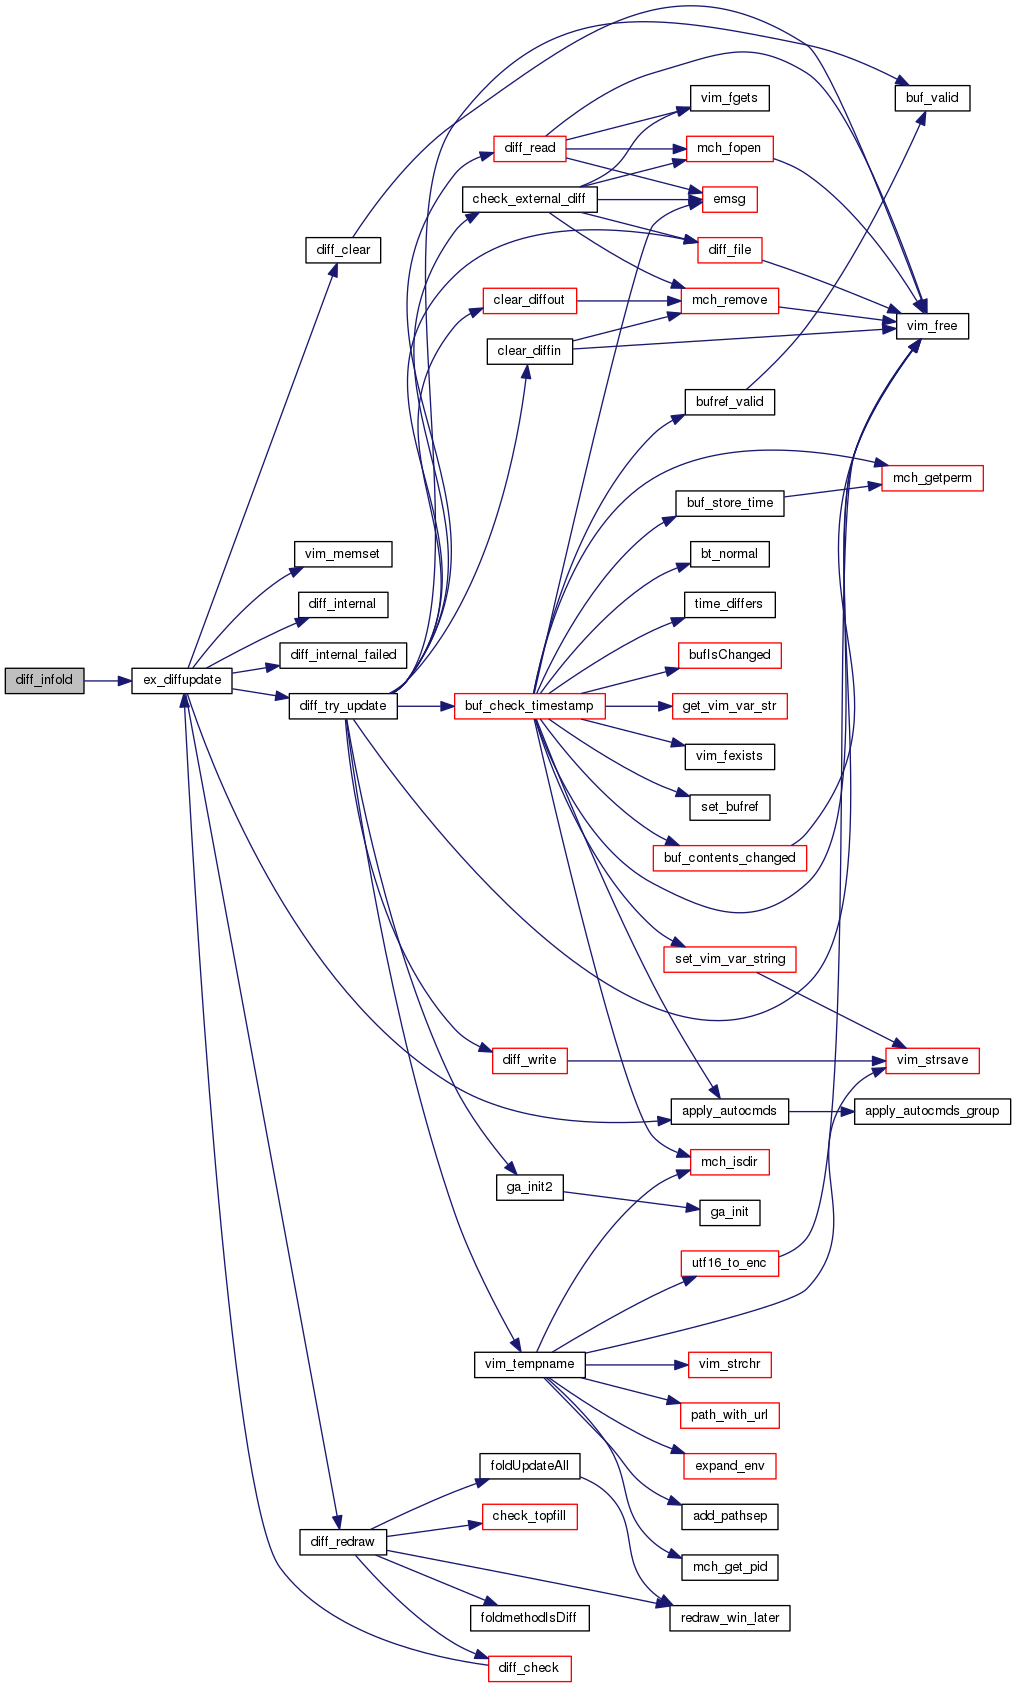 vim_fgets
buf_valid
diff_read
mch_fopen
check_external_diff
emsg
diff_clear
diff_file
clear_diffout
mch_remove
vim_free
clear_diffin
bufref_valid
mch_getperm
buf_store_time
vim_memset
bt_normal
diff_internal
time_differs
diff_internal_failed
bufIsChanged
diff_infold
ex_diffupdate
diff_try_update
buf_check_timestamp
get_vim_var_str
vim_fexists
set_bufref
buf_contents_changed
set_vim_var_string
diff_write
vim_strsave
apply_autocmds
apply_autocmds_group
mch_isdir
ga_init2
ga_init
utf16_to_enc
vim_tempname
vim_strchr
path_with_url
foldUpdateAll
expand_env
check_topfill
add_pathsep
diff_redraw
mch_get_pid
foldmethodIsDiff
redraw_win_later
diff_check